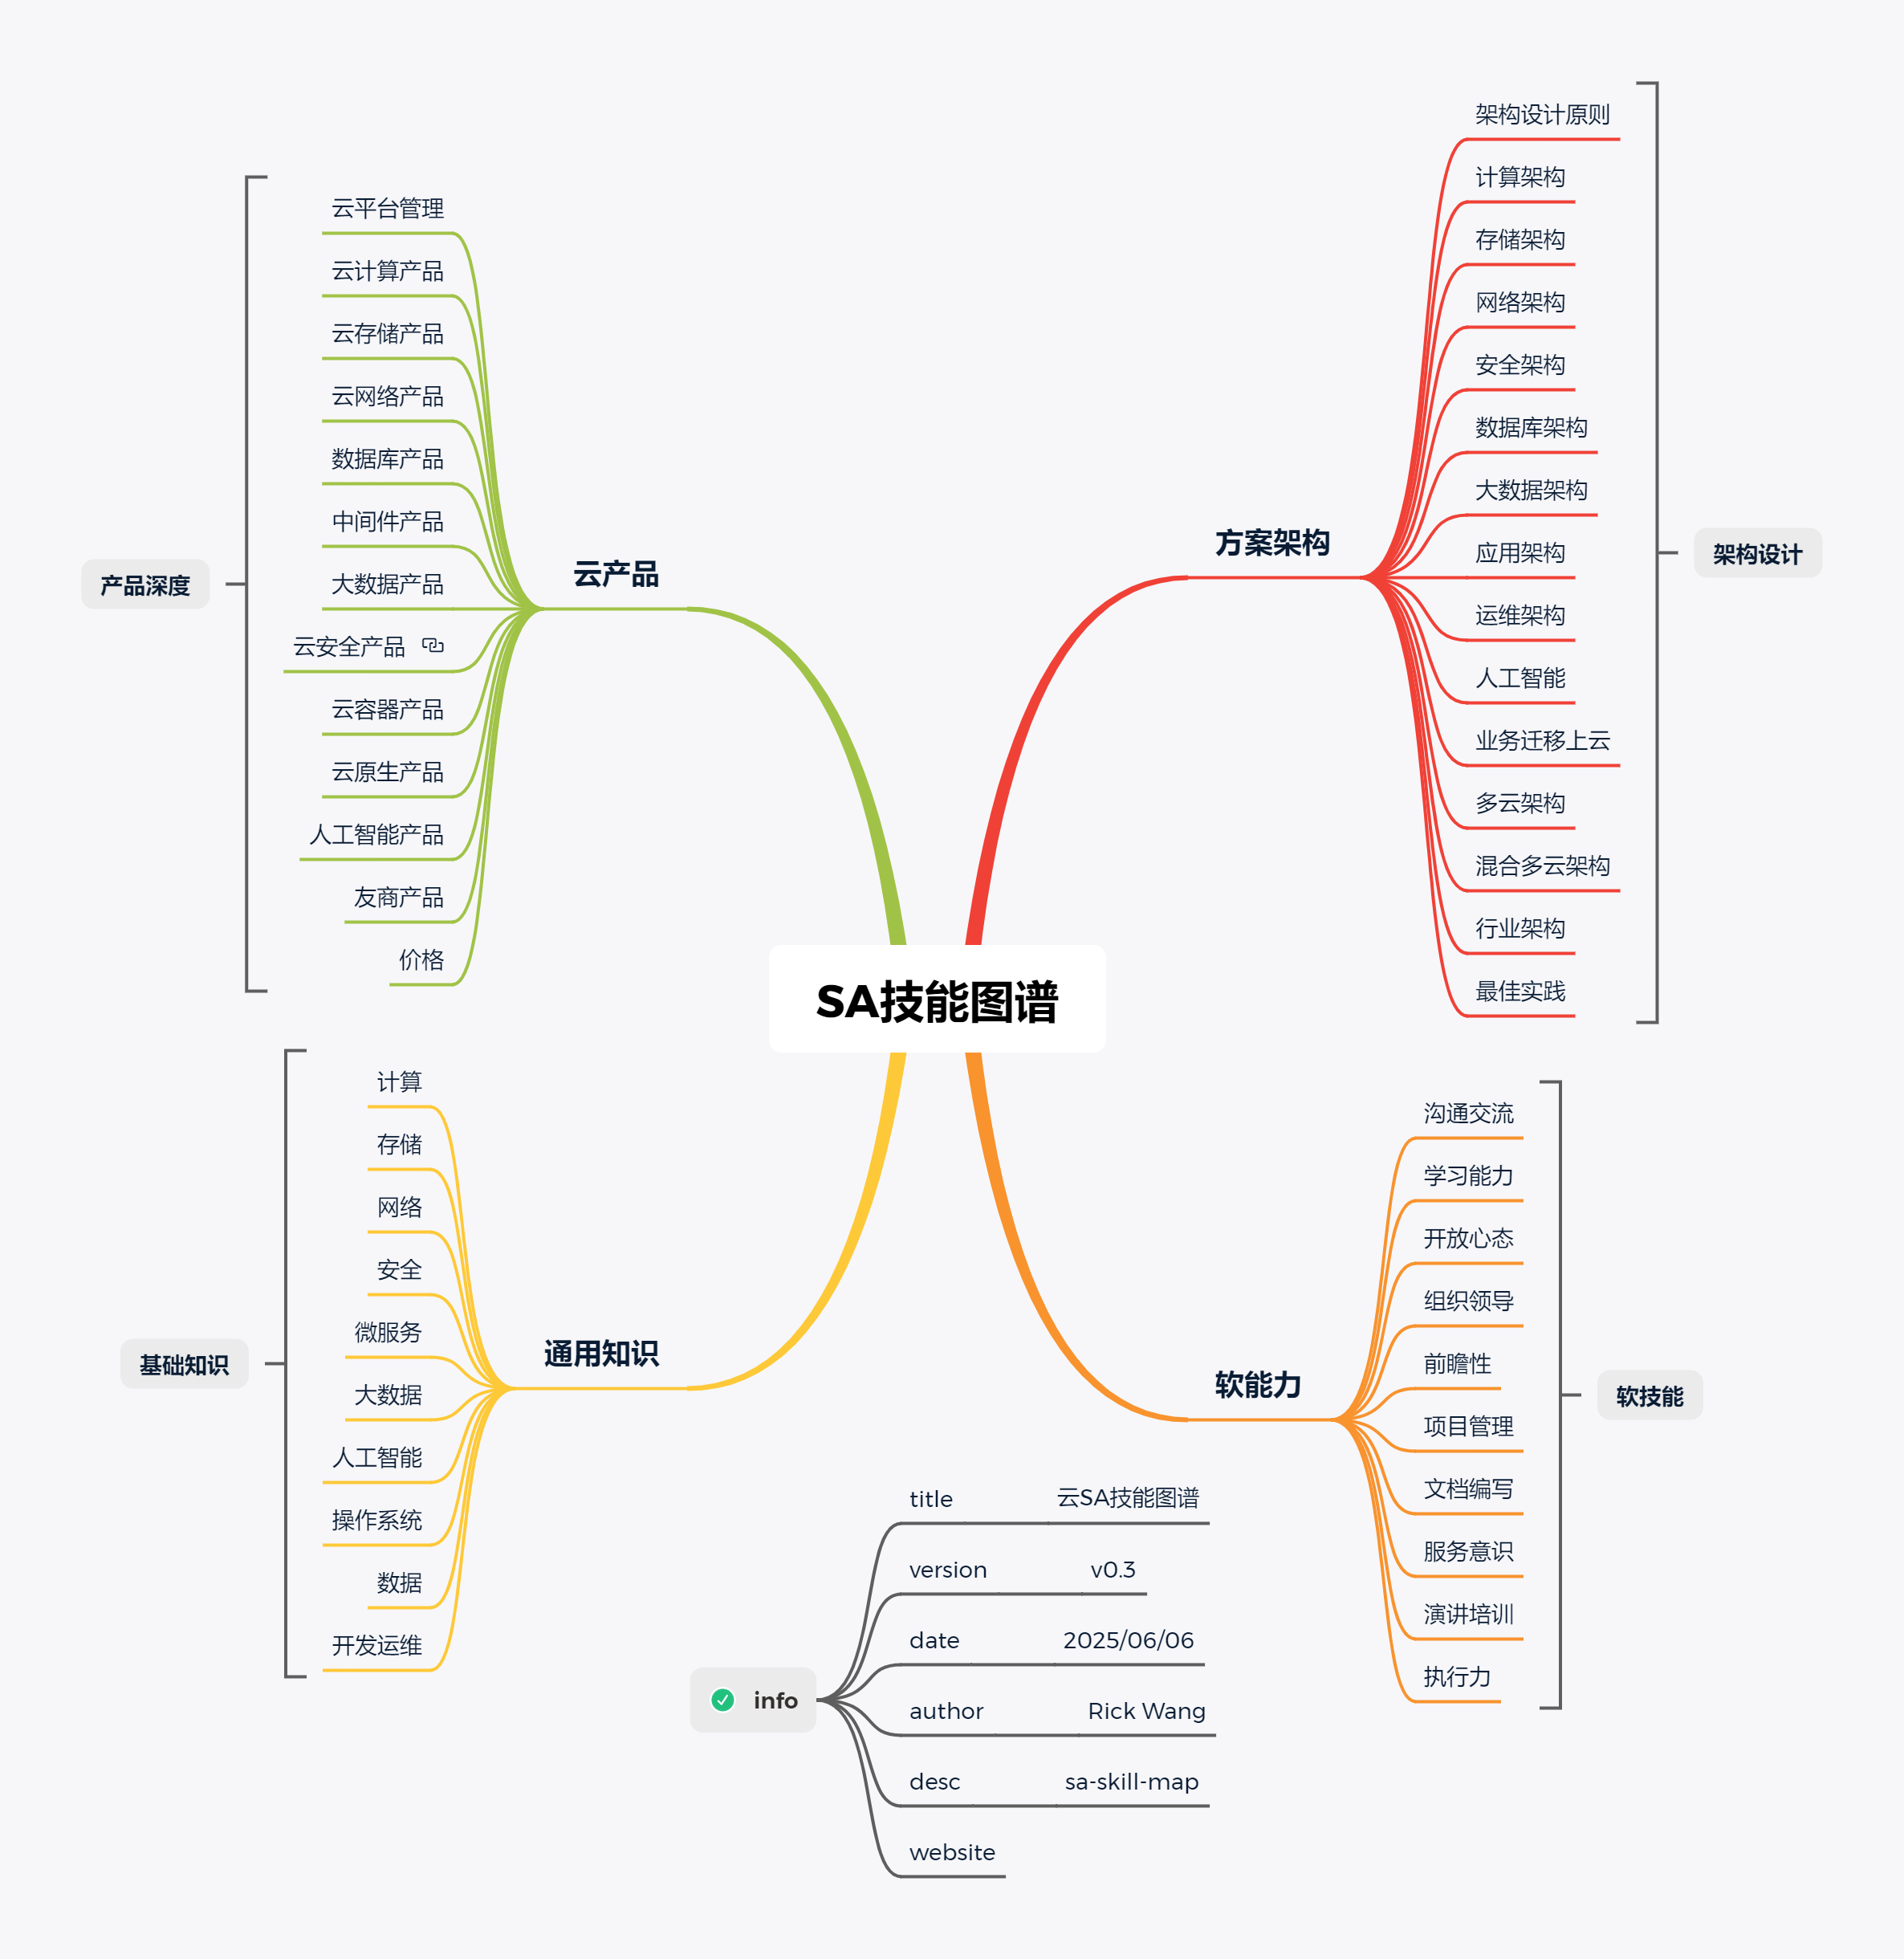 SA技能图谱
方案架构
架构设计原则
计算架构
存储架构
网络架构
安全架构
数据库架构
大数据架构
应用架构
运维架构
人工智能
业务迁移上云
多云架构
混合多云架构
行业架构
最佳实践
架构设计
软能力
沟通交流
学习能力
开放心态
组织领导
前瞻性
项目管理
文档编写
服务意识
演讲培训
执行力
软技能
云产品
云平台管理
云计算产品
云存储产品
云网络产品
数据库产品
中间件产品
大数据产品
云安全产品
云容器产品
云原生产品
人工智能产品
友商产品
价格
产品深度
通用知识
计算
存储
网络
安全
微服务
大数据
人工智能
操作系统
数据
开发运维
基础知识
info
title 云SA技能图谱
version v0.3
date 2025/06/06
author Rick Wang
desc sa-skill-map
website